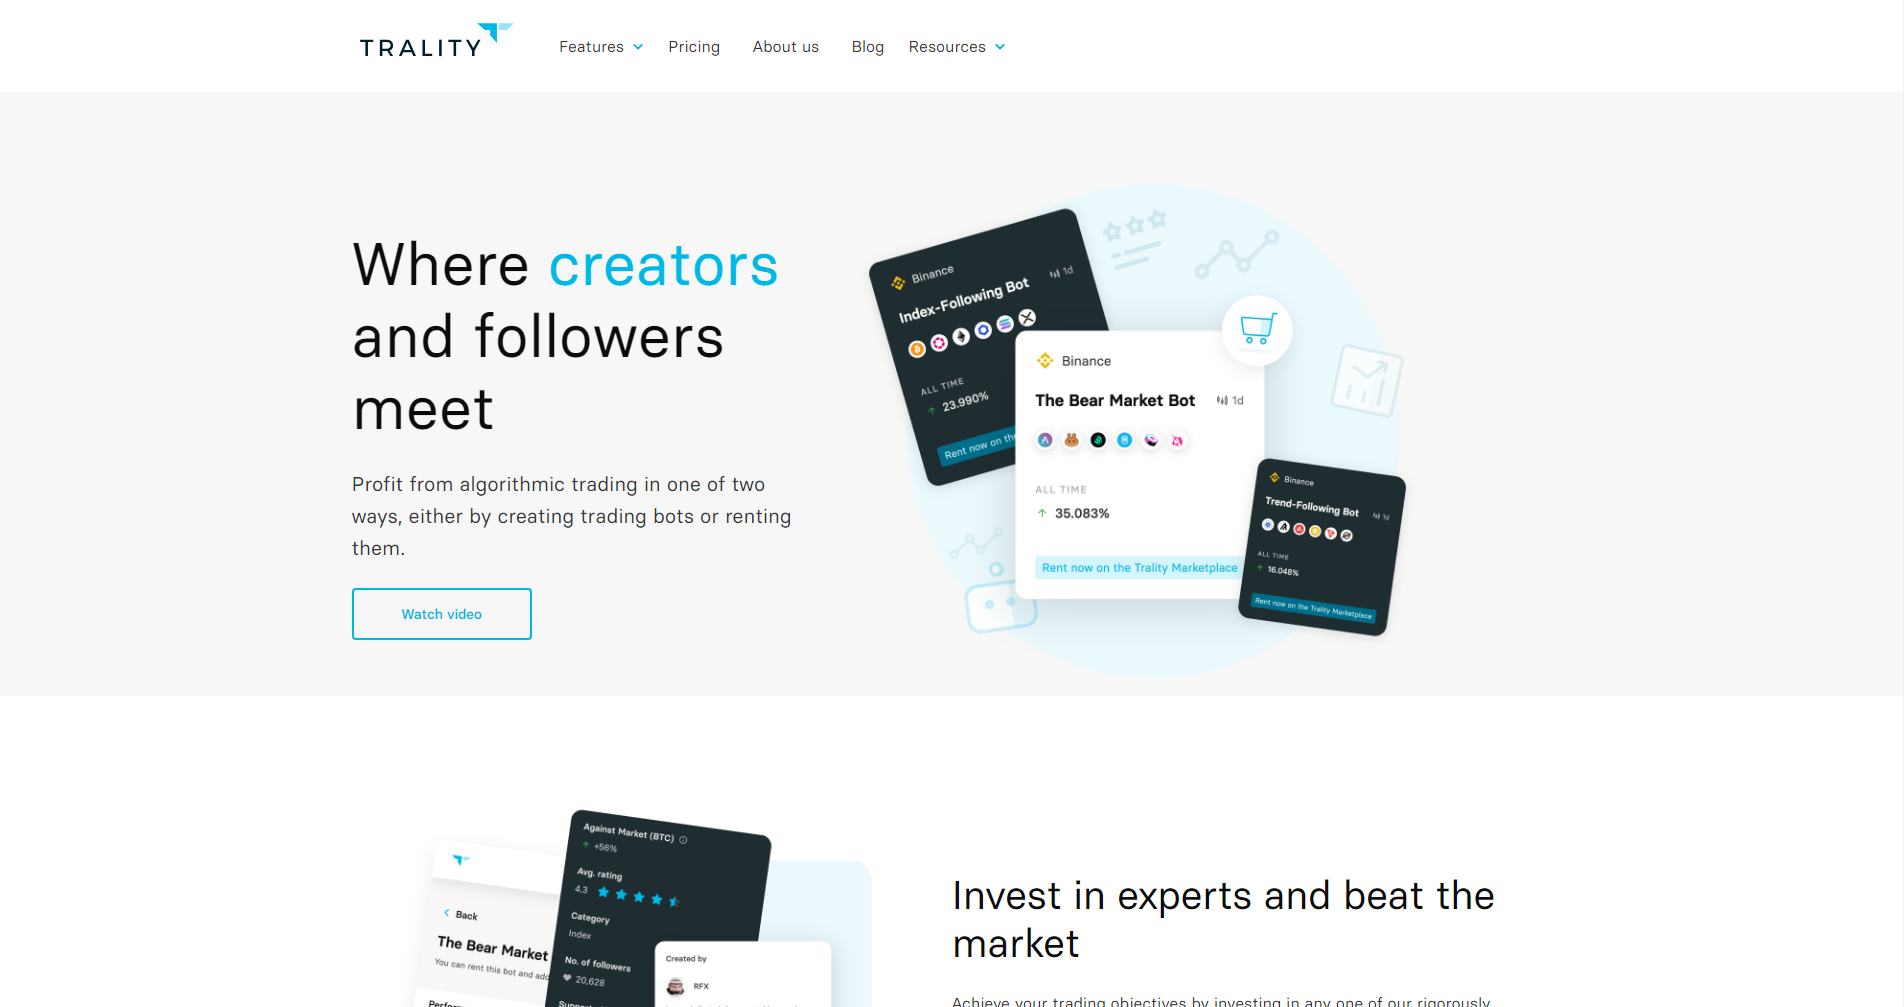 TRALITY
Features
Pricing
About us
Blog
Resources
Where creators
and followers
meet
Profit from algorithmic trading in one of two
ways, either by creating trading bots or renting
them.
Watch video
Binance
1d
Index-Following Bot
ALL TIME
23.990%
Rent now on the
Binance
The Bear Market Bot
1d
ALL TIME
35.083%
Rent now on the Trality Marketplace
Binance
Trend-Following Bot
1d
ALL TIME
16.048%
Rent now on the Trality Marketplace
Against Market (BTC)
+56%
Avg. rating
4.3
Category
Index
No. of followers
20,628
Back
The Bear Market
You can rent this bot and add
Created by
RFX
Invest in experts and beat the
market
Achieve your trading objectives by investing in any one of our rigorously